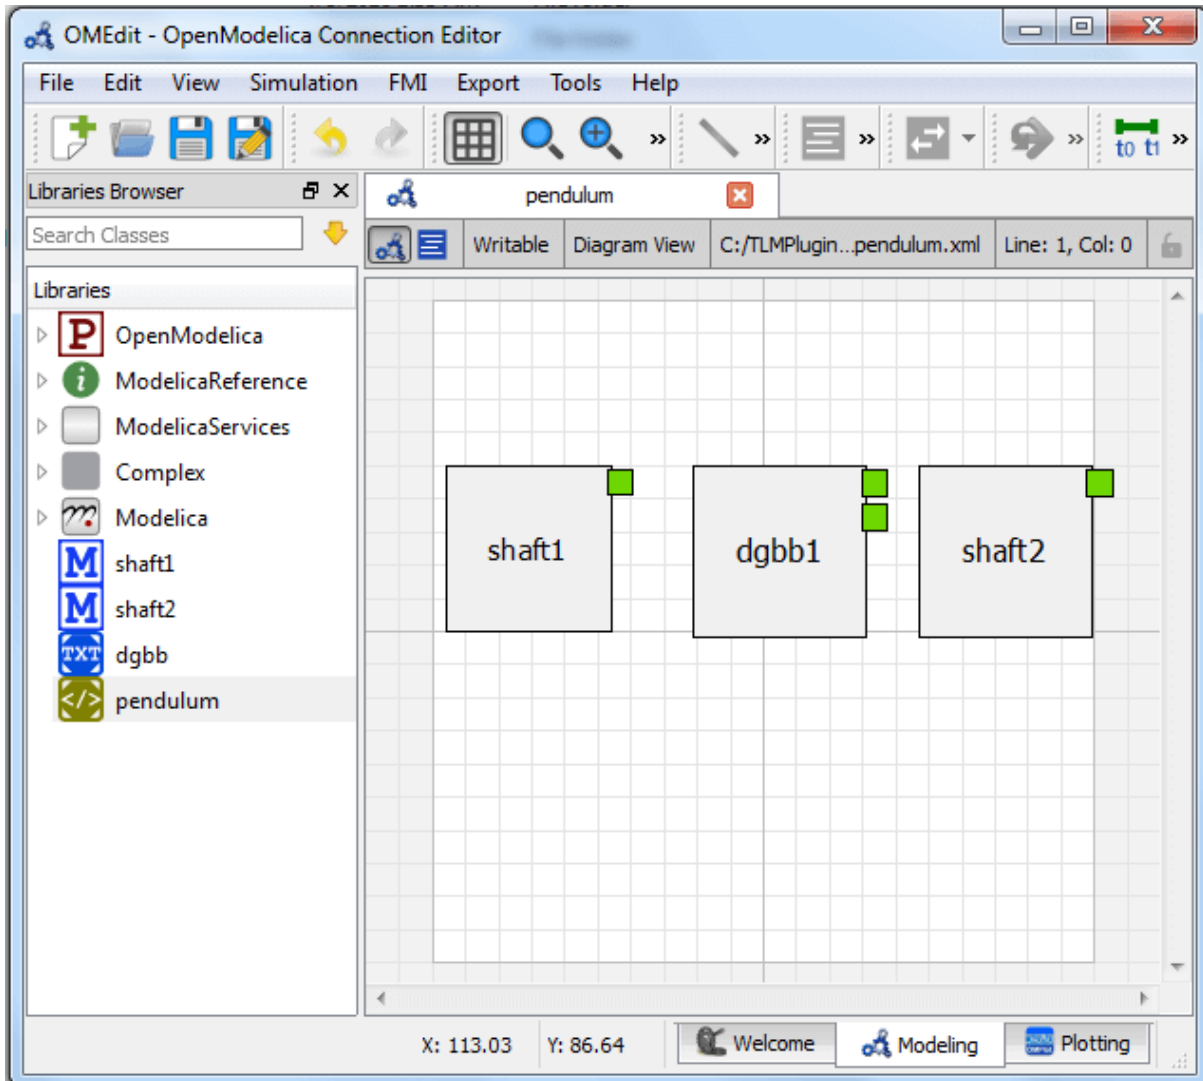 OMEdit - OpenModelica Connection Editor
File Edit View Simulation FMI Export Tools Help
t0 t1
Libraries Browser
pendulum
Search Classes
Writable Diagram View C:/TLMPlugin...pendulum.xml Line: 1, Col: 0
Libraries
P OpenModelica
i ModelicaReference
ModelicaServices
Complex
m Modelica
M shaft1
M shaft2
TXT dgbb
</> pendulum
shaft1 dgbb1 shaft2
X: 113.03 Y: 86.64 Welcome Modeling Plotting